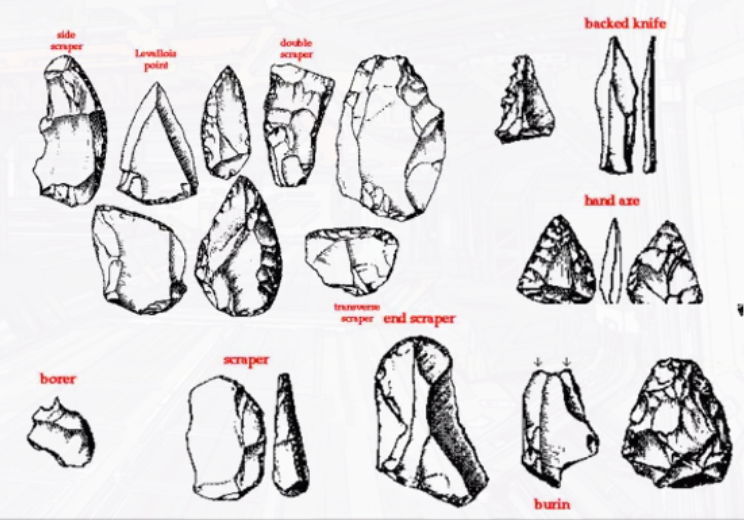 backed knife
side
scraper
Levallois
point
double
scraper
hand axe
transverse
scraper
end scraper
scraper
borer
burin